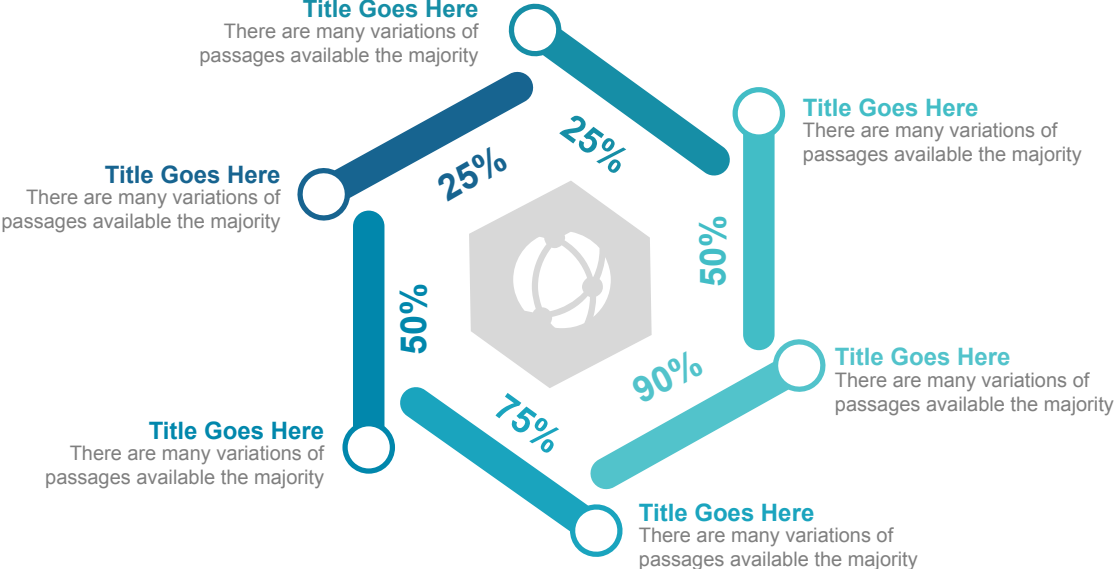 Title Goes Here
There are many variations of
passages available the majority
25%
Title Goes Here
There are many variations of
passages available the majority
25%
Title Goes Here
There are many variations of
passages available the majority
50%
50%
Title Goes Here
There are many variations of
passages available the majority
90%
Title Goes Here
There are many variations of
passages available the majority
75%
Title Goes Here
There are many variations of
passages available the majority